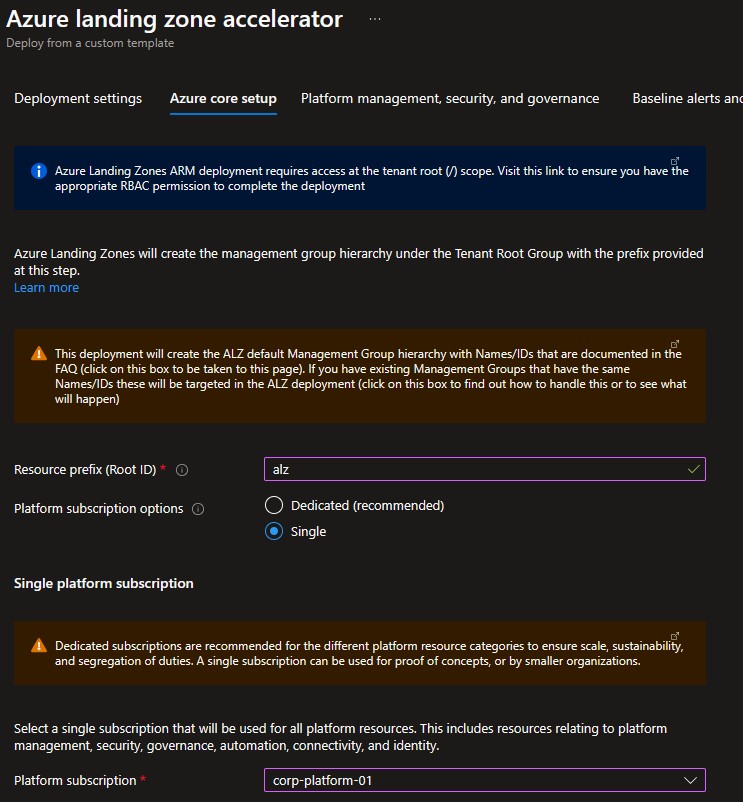 Azure landing zone accelerator ...
Deploy from a custom template
Deployment settings Azure core setup Platform management, security, and governance Baseline alerts and
Azure Landing Zones ARM deployment requires access at the tenant root (/) scope. Visit this link to ensure you have the
appropriate RBAC permission to complete the deployment
Azure Landing Zones will create the management group hierarchy under the Tenant Root Group with the prefix provided
at this step.
Learn more
This deployment will create the ALZ default Management Group hierarchy with Names/IDs that are documented in the
FAQ (click on this box to be taken to this page). If you have existing Management Groups that have the same
Names/IDs these will be targeted in the ALZ deployment (click on this box to find out how to handle this or to see what
will happen)
Resource prefix (Root ID) * alz
Platform subscription options Dedicated (recommended)
Single
Single platform subscription
Dedicated subscriptions are recommended for the different platform resource categories to ensure scale, sustainability,
and segregation of duties. A single subscription can be used for proof of concepts, or by smaller organizations.
Select a single subscription that will be used for all platform resources. This includes resources relating to platform
management, security, governance, automation, connectivity, and identity.
Platform subscription * corp-platform-01